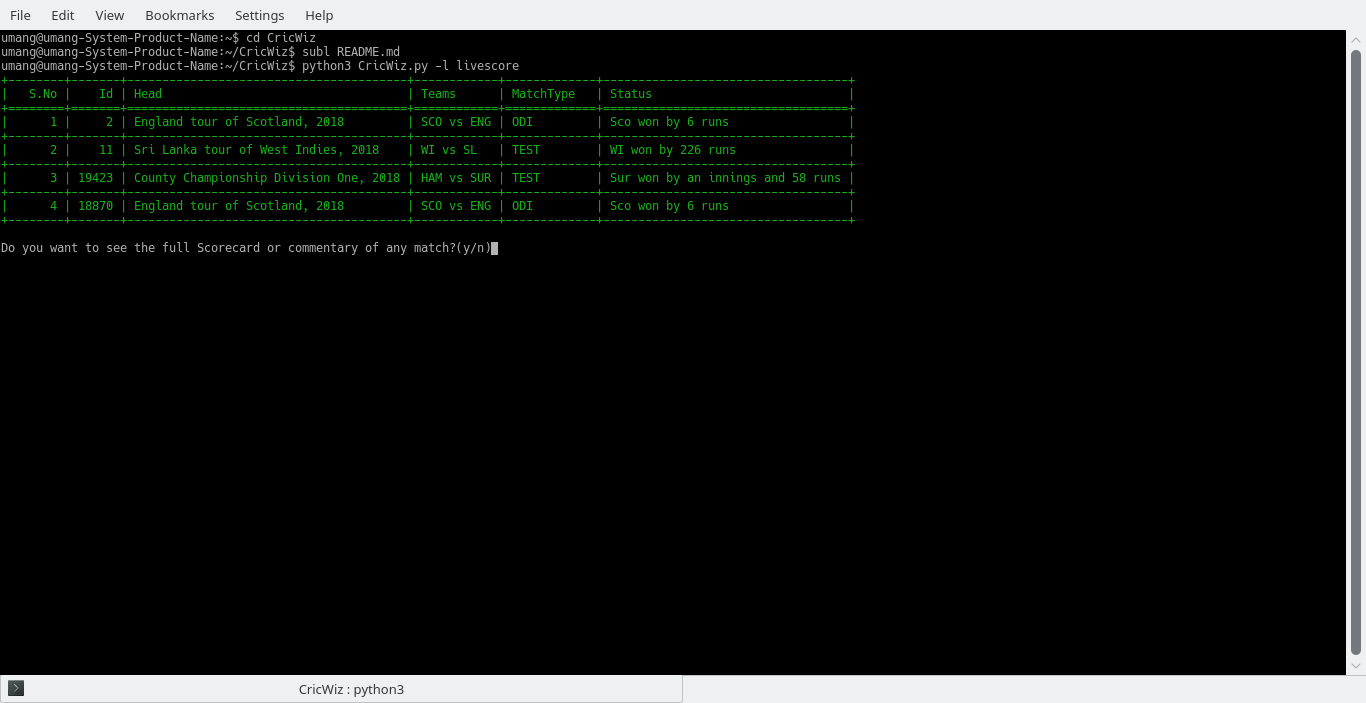 File Edit View Bookmarks Settings Help
umang@umang-System-Product-Name:~$ cd CricWiz
umang@umang-System-Product-Name:~/CricWiz$ subl README.md
umang@umang-System-Product-Name:~/CricWiz$ python3 CricWiz.py -l livescore
+--------+-------+----------------------------------------+------------+-------------+-----------------------------------+
|   S.No |    Id | Head                                   | Teams      | MatchType   | Status                            |
+========+=======+========================================+============+=============+===================================+
|      1 |     2 | England tour of Scotland, 2018         | SCO vs ENG | ODI         | Sco won by 6 runs                 |
+--------+-------+----------------------------------------+------------+-------------+-----------------------------------+
|      2 |    11 | Sri Lanka tour of West Indies, 2018    | WI vs SL   | TEST        | WI won by 226 runs                |
+--------+-------+----------------------------------------+------------+-------------+-----------------------------------+
|      3 | 19423 | County Championship Division One, 2018 | HAM vs SUR | TEST        | Sur won by an innings and 58 runs |
+--------+-------+----------------------------------------+------------+-------------+-----------------------------------+
|      4 | 18870 | England tour of Scotland, 2018         | SCO vs ENG | ODI         | Sco won by 6 runs                 |
+--------+-------+----------------------------------------+------------+-------------+-----------------------------------+
Do you want to see the full Scorecard or commentary of any match?(y/n)
CricWiz : python3